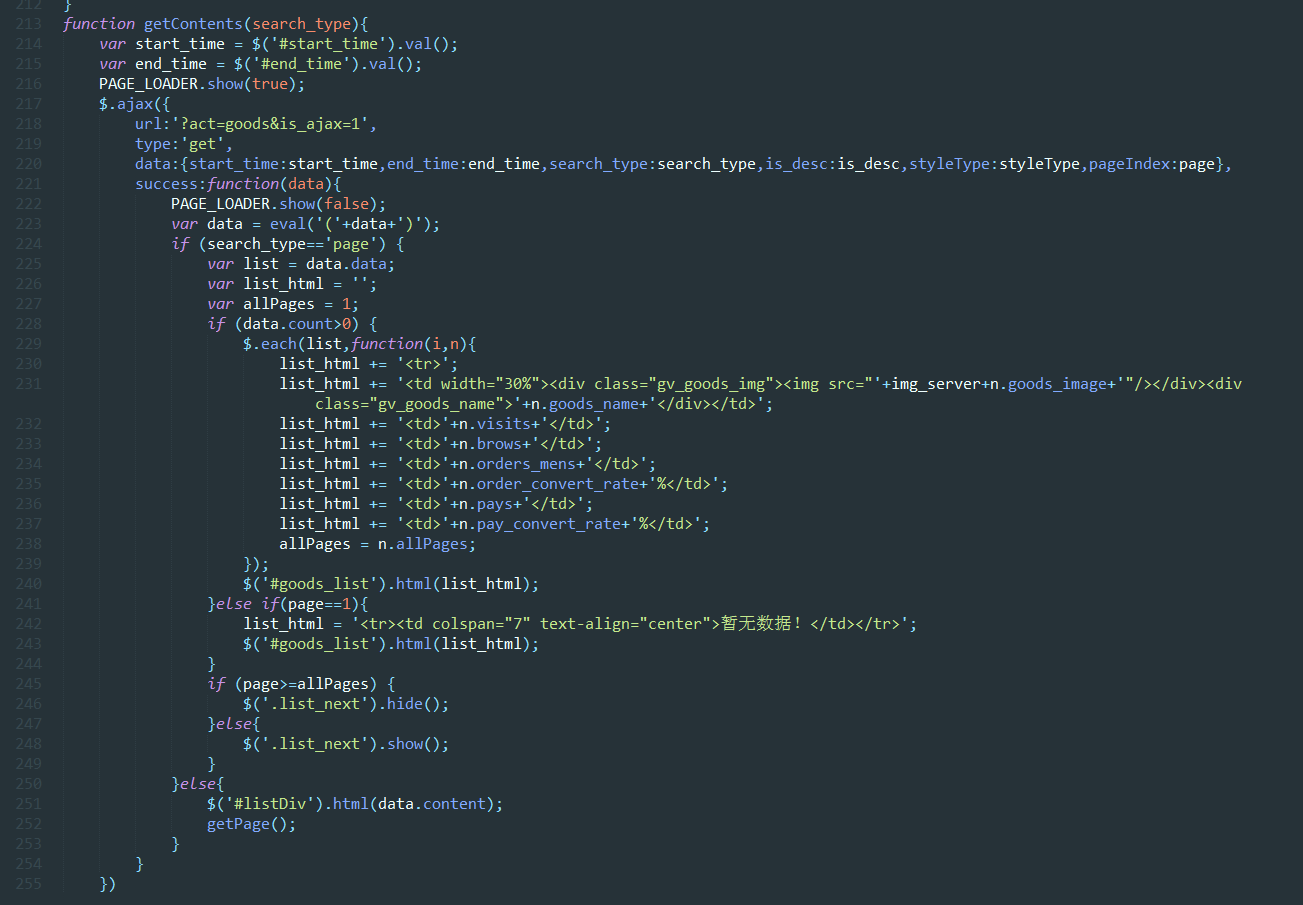 212 }
213 function getContents(search_type){
214 var start_time = $('#start_time').val();
215 var end_time = $('#end_time').val();
216 PAGE_LOADER.show(true);
217 $.ajax({
218 url:'?act=goods&is_ajax=1',
219 type:'get',
220 data:{start_time:start_time,end_time:end_time,search_type:search_type,is_desc:is_desc,styleType:styleType,pageIndex:page},
221 success:function(data){
222 PAGE_LOADER.show(false);
223 var data = eval('('+data+')');
224 if (search_type=='page') {
225 var list = data.data;
226 var list_html = '';
227 var allPages = 1;
228 if (data.count>0) {
229 $.each(list,function(i,n){
230 list_html += '<tr>';
231 list_html += '<td width="30%"><div class="gv_goods_img"><img src="'+img_server+n.goods_image+'"/></div><div
class="gv_goods_name">'+n.goods_name+'</div></td>';
232 list_html += '<td>'+n.visits+'</td>';
233 list_html += '<td>'+n.brows+'</td>';
234 list_html += '<td>'+n.orders_mens+'</td>';
235 list_html += '<td>'+n.order_convert_rate+'%</td>';
236 list_html += '<td>'+n.pays+'</td>';
237 list_html += '<td>'+n.pay_convert_rate+'%</td>';
238 allPages = n.allPages;
239 });
240 $('#goods_list').html(list_html);
241 }else if(page==1){
242 list_html = '<tr><td colspan="7" text-align="center">暂无数据！</td></tr>';
243 $('#goods_list').html(list_html);
244 }
245 if (page>=allPages) {
246 $('.list_next').hide();
247 }else{
248 $('.list_next').show();
249 }
250 }else{
251 $('#listDiv').html(data.content);
252 getPage();
253 }
254 }
255 })